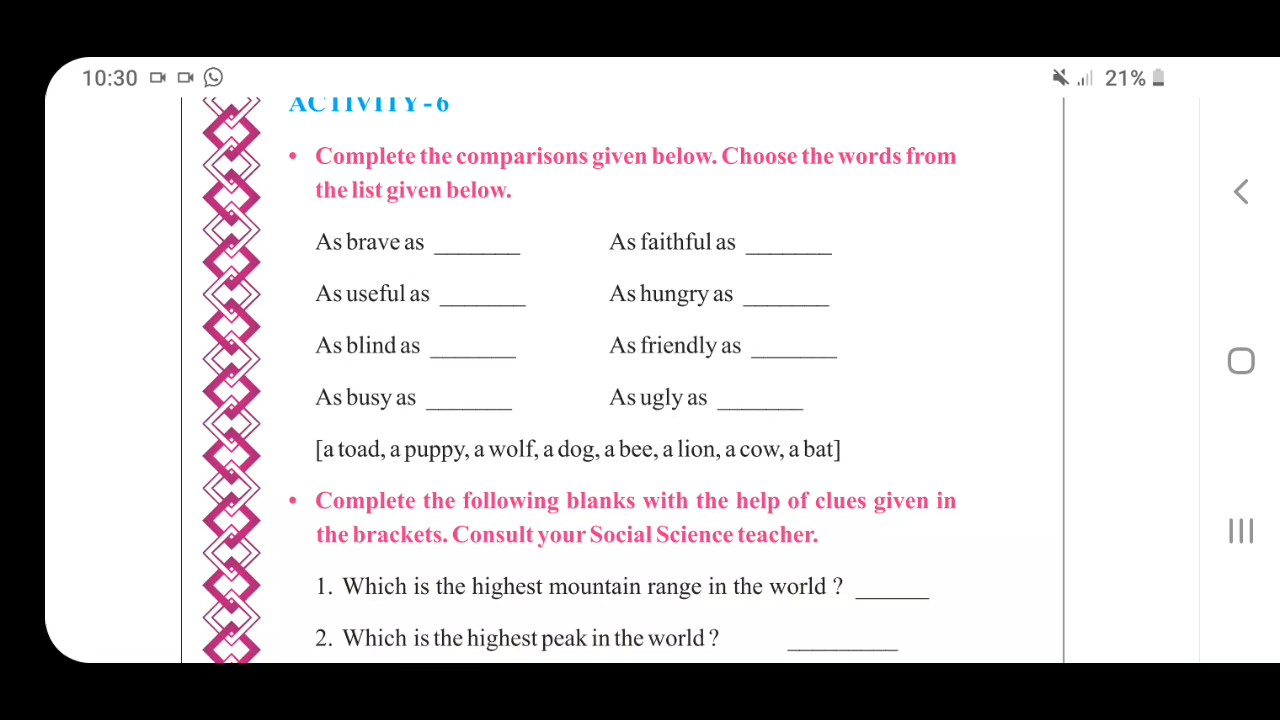 10:30
21%
ACTIVITY - 6
• Complete the comparisons given below. Choose the words from
the list given below.
As brave as _______ As faithful as _______
As useful as _______ As hungry as _______
As blind as _______ As friendly as _______
As busy as _______ As ugly as _______
[a toad, a puppy, a wolf, a dog, a bee, a lion, a cow, a bat]
• Complete the following blanks with the help of clues given in
the brackets. Consult your Social Science teacher.
1. Which is the highest mountain range in the world ? ______
2. Which is the highest peak in the world ? _________